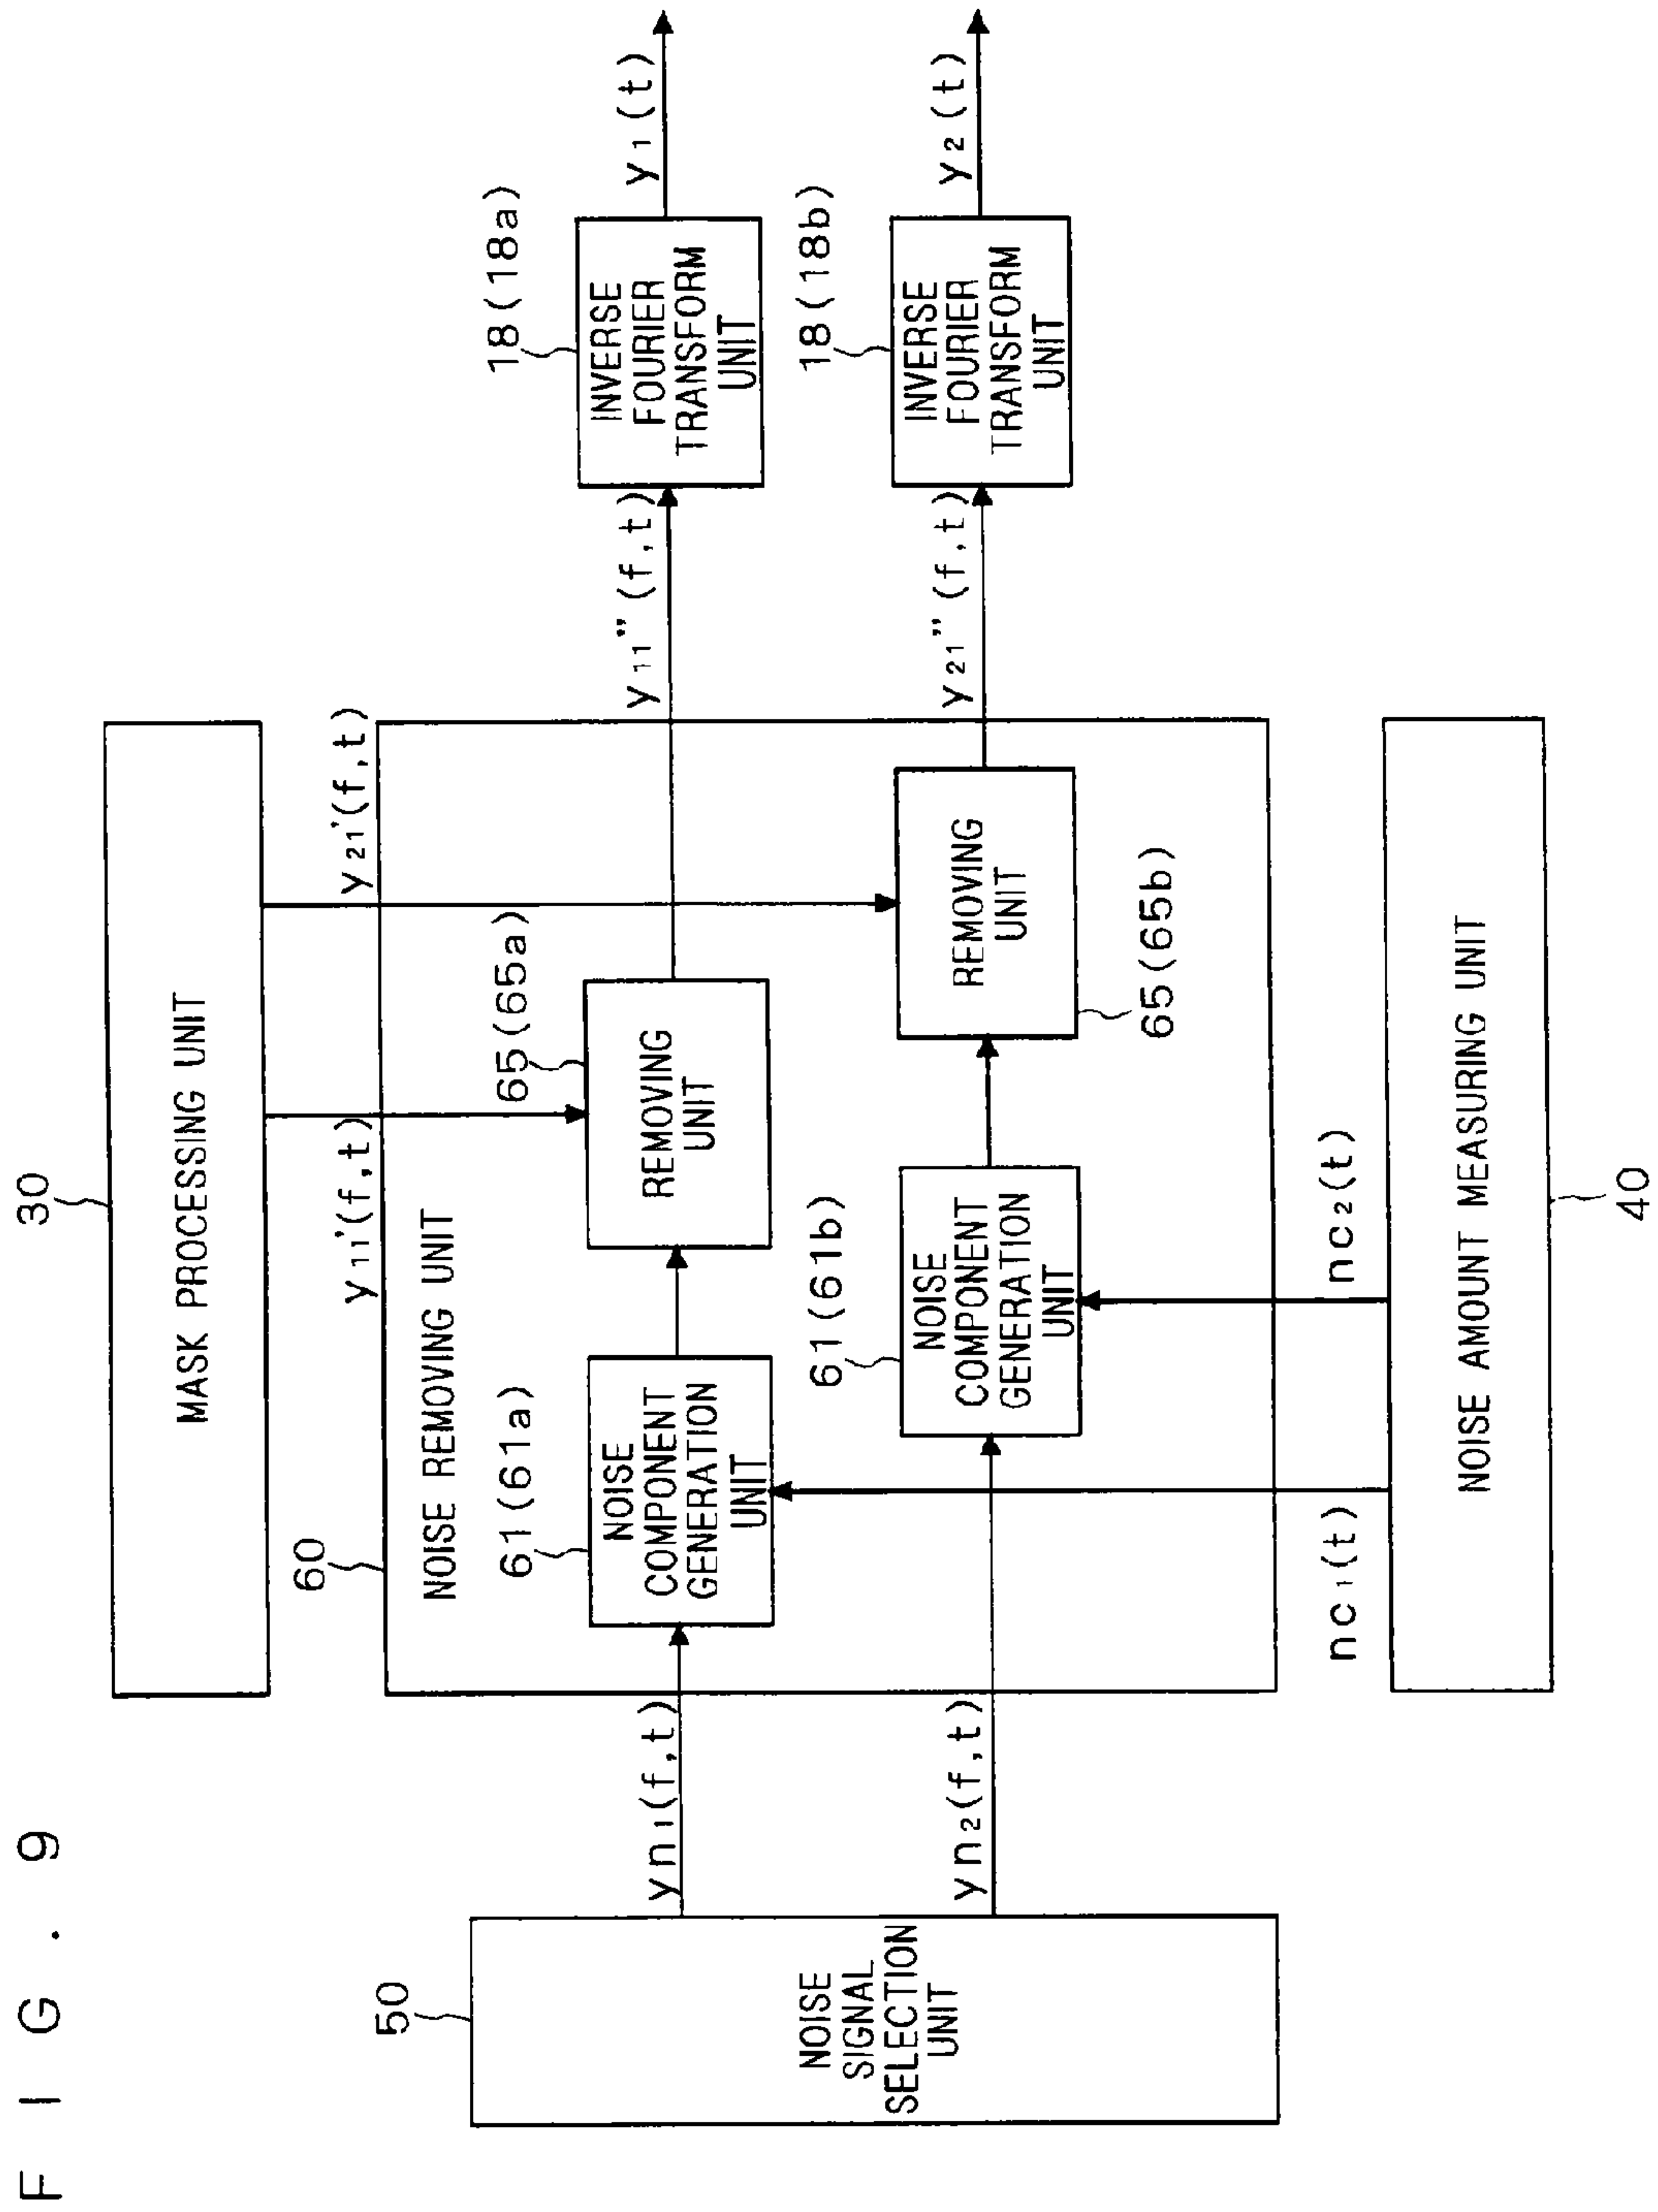 FIG. 9
30
MASK PROCESSING UNIT
y₁₁'(f,t)
y₂₁'(f,t)
60
NOISE REMOVING UNIT
50
NOISE
SIGNAL
SELECTION
UNIT
yn₁(f,t)
yn₂(f,t)
61(61a)
NOISE
COMPONENT
GENERATION
UNIT
65(65a)
REMOVING
UNIT
y₁₁"(f,t)
18(18a)
INVERSE
FOURIER
TRANSFORM
UNIT
y₁(t)
61(61b)
NOISE
COMPONENT
GENERATION
UNIT
REMOVING
UNIT
65(65b)
y₂₁"(f,t)
18(18b)
INVERSE
FOURIER
TRANSFORM
UNIT
y₂(t)
nc₁(t)
nc₂(t)
NOISE AMOUNT MEASURING UNIT
40